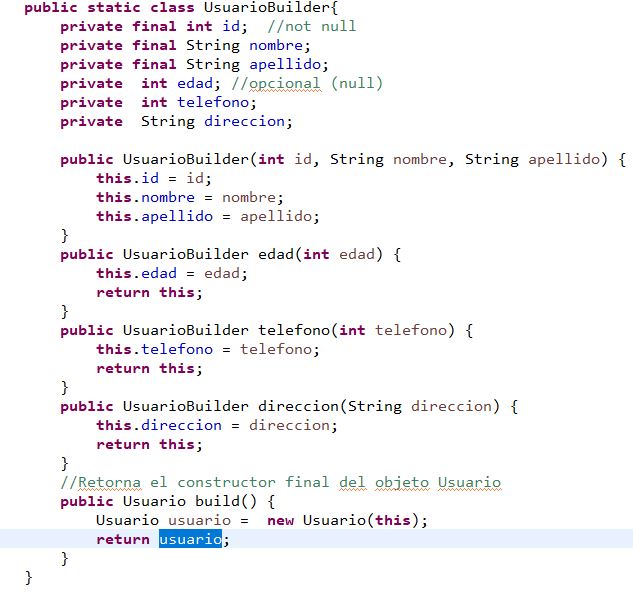 public static class UsuarioBuilder{
    private final int id;  //not null
    private final String nombre;
    private final String apellido;
    private  int edad; //opcional (null)
    private  int telefono;
    private  String direccion;

    public UsuarioBuilder(int id, String nombre, String apellido) {
        this.id = id;
        this.nombre = nombre;
        this.apellido = apellido;
    }
    public UsuarioBuilder edad(int edad) {
        this.edad = edad;
        return this;
    }
    public UsuarioBuilder telefono(int telefono) {
        this.telefono = telefono;
        return this;
    }
    public UsuarioBuilder direccion(String direccion) {
        this.direccion = direccion;
        return this;
    }
    //Retorna el constructor final del objeto Usuario
    public Usuario build() {
        Usuario usuario =  new Usuario(this);
        return usuario;
    }
}